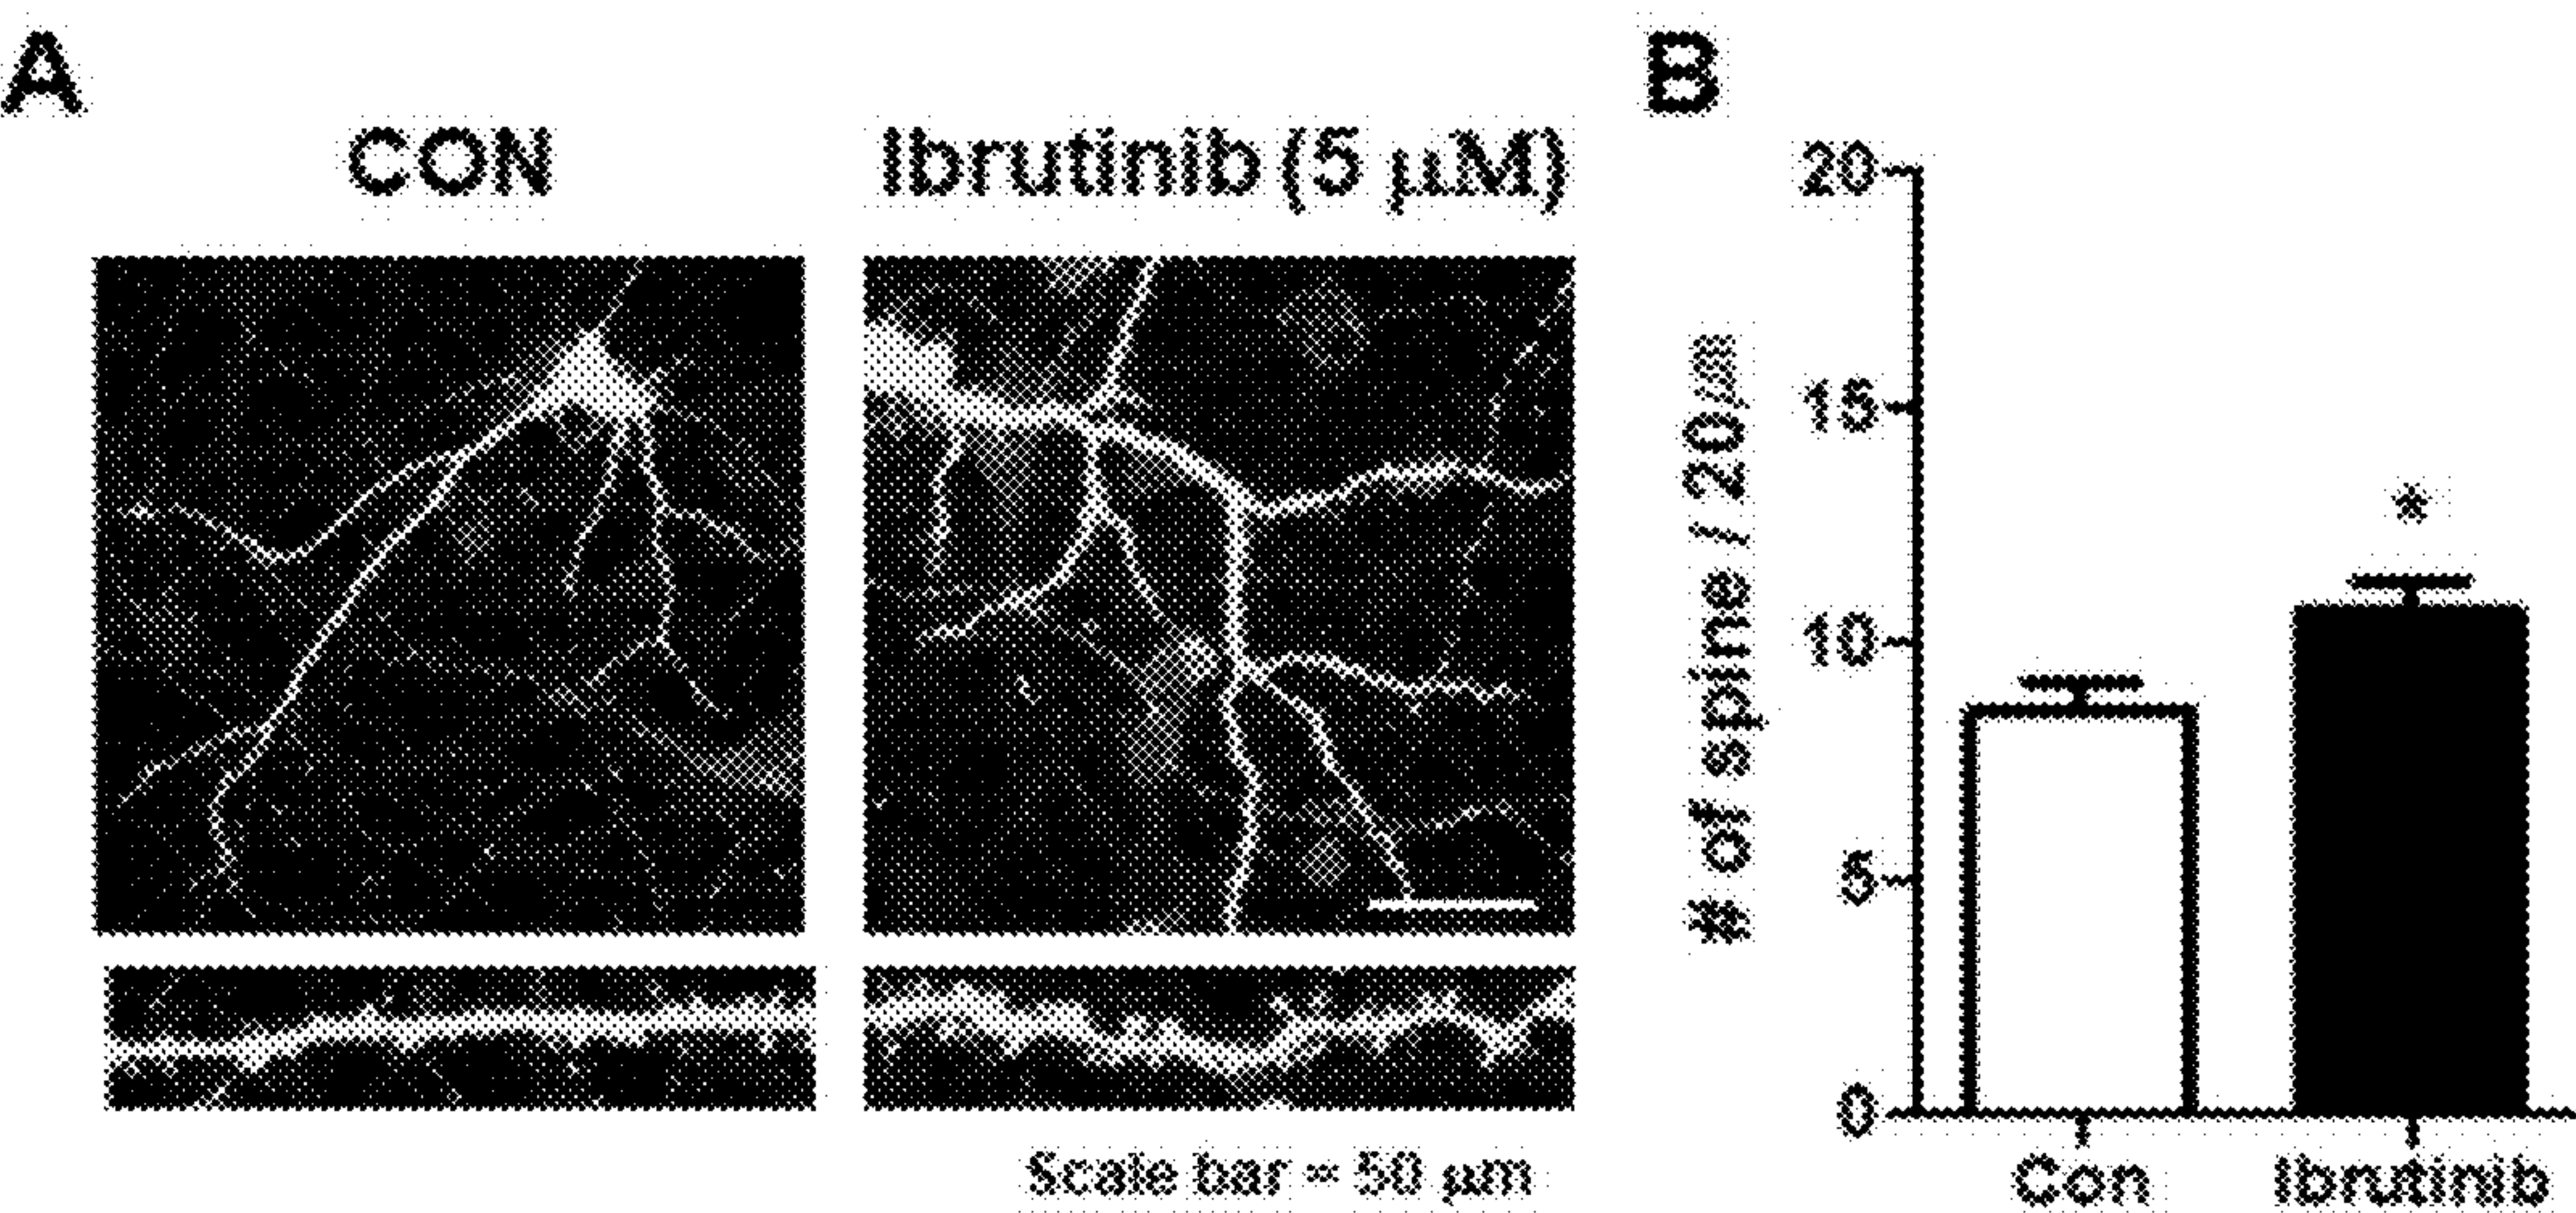 A
CON
Ibrutinib (5 μM)
Scale bar = 50 μm
B
# of spine / 20㎛
20
15
10
5
0
*
Con
Ibrutinib